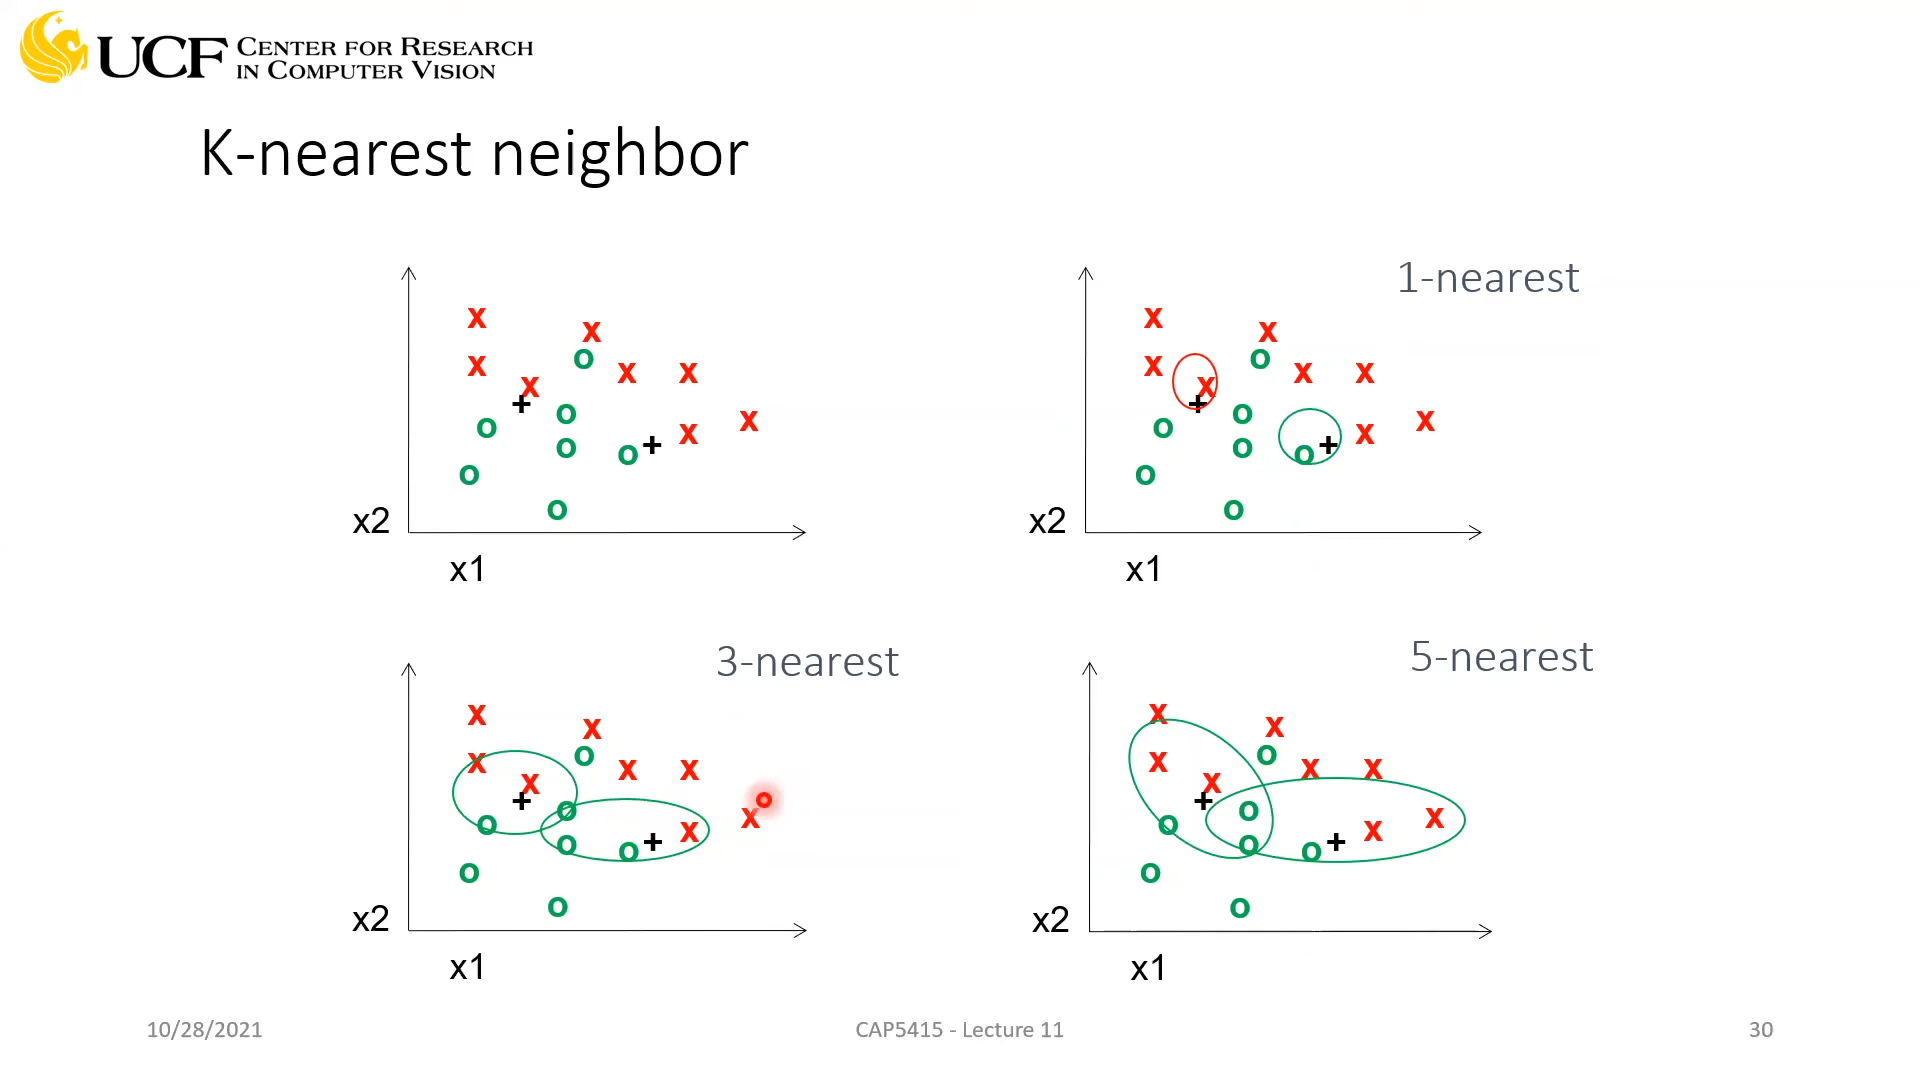 UCF CENTER FOR RESEARCH
IN COMPUTER VISION
K-nearest neighbor
x x o x x x x + o o o o + x x o o
x2
x1
1-nearest
x x o x x x x + o o o o + x x o o
x2
x1
3-nearest
x x o x x x x + o o o o + x x o o
x2
x1
5-nearest
x x o x x x x + o o o o + x x o o
x2
x1
10/28/2021
CAP5415 - Lecture 11
30